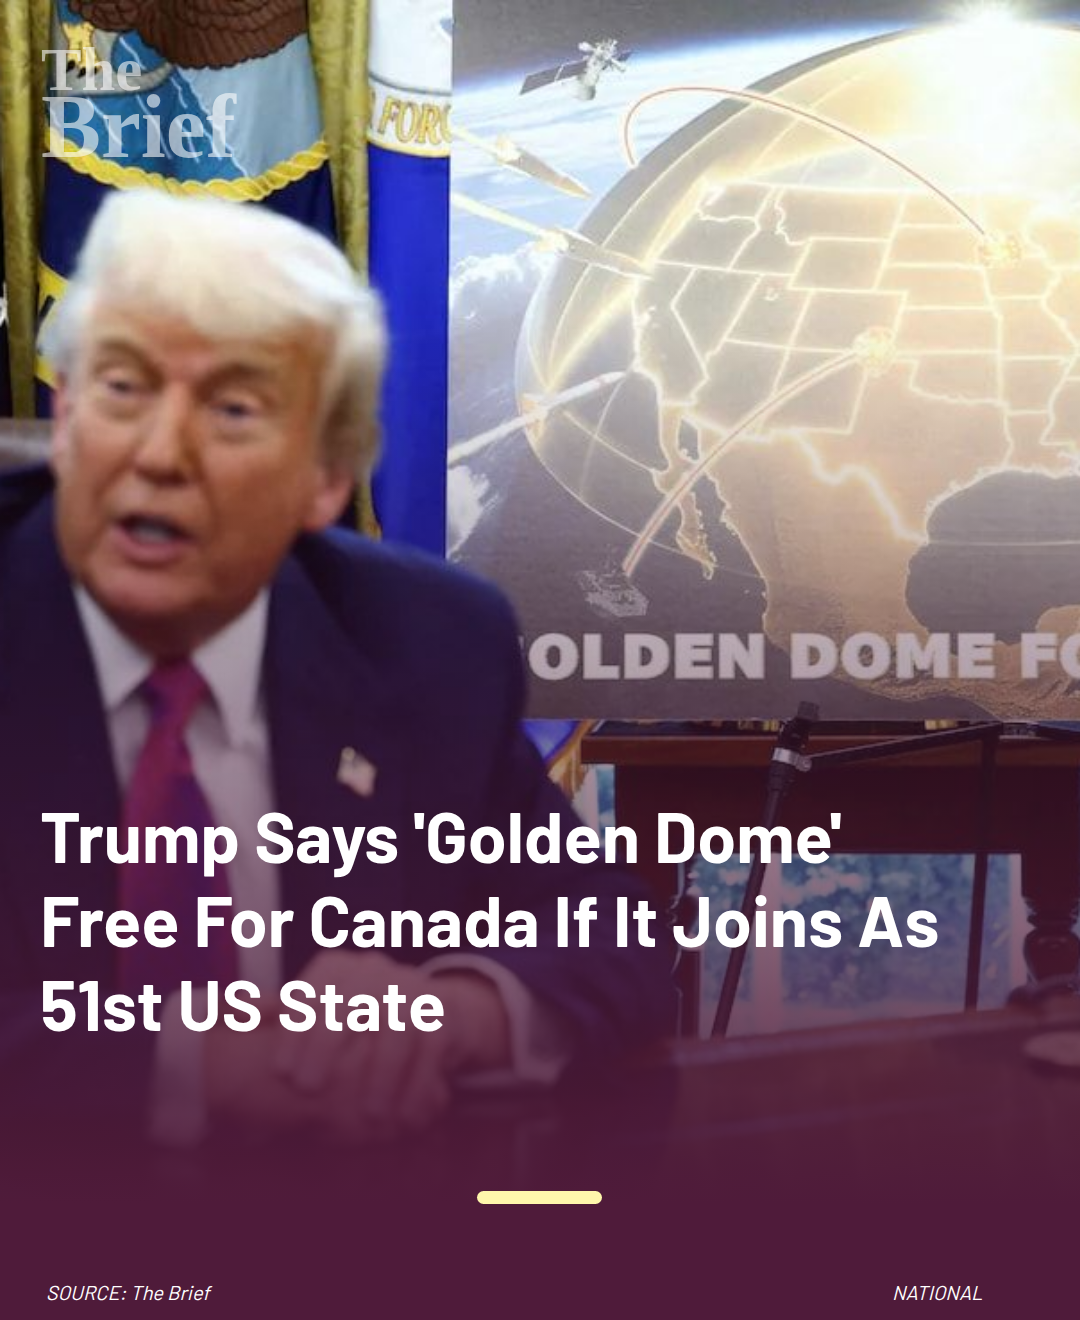 The
Brief
FORC
OLDEN DOME FO
Trump Says 'Golden Dome'
Free For Canada If It Joins As
51st US State
SOURCE: The Brief
NATIONAL